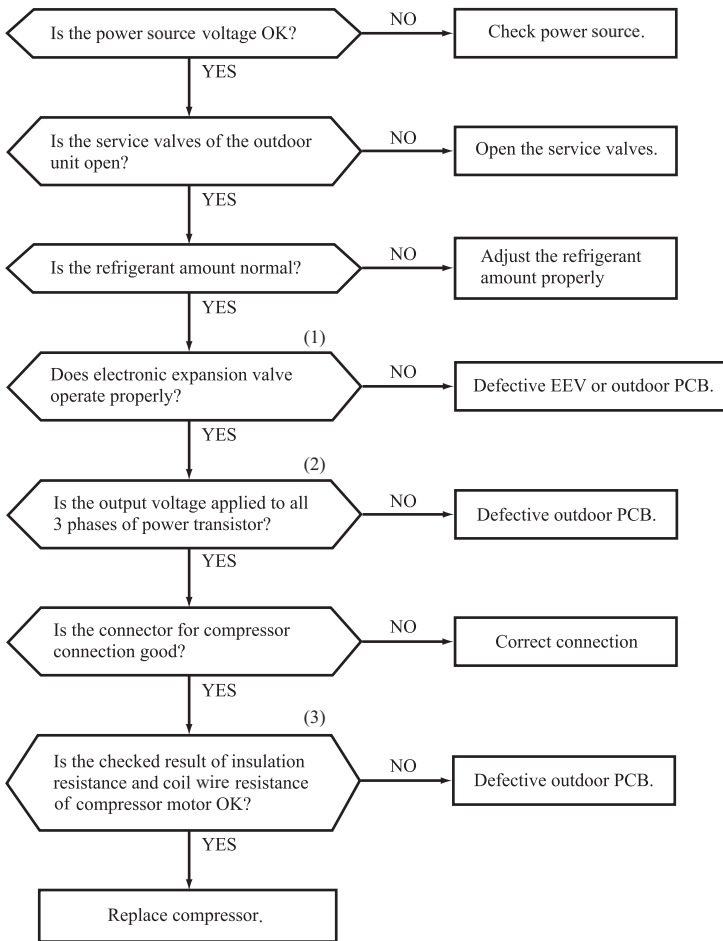 Is the power source voltage OK?
NO
Check power source.
YES
Is the service valves of the outdoor
unit open?
NO
Open the service valves.
YES
Is the refrigerant amount normal?
NO
Adjust the refrigerant
amount properly
YES
(1)
Does electronic expansion valve
operate properly?
NO
Defective EEV or outdoor PCB.
YES
(2)
Is the output voltage applied to all
3 phases of power transistor?
NO
Defective outdoor PCB.
YES
Is the connector for compressor
connection good?
NO
Correct connection
YES
(3)
Is the checked result of insulation
resistance and coil wire resistance
of compressor motor OK?
NO
Defective outdoor PCB.
YES
Replace compressor.